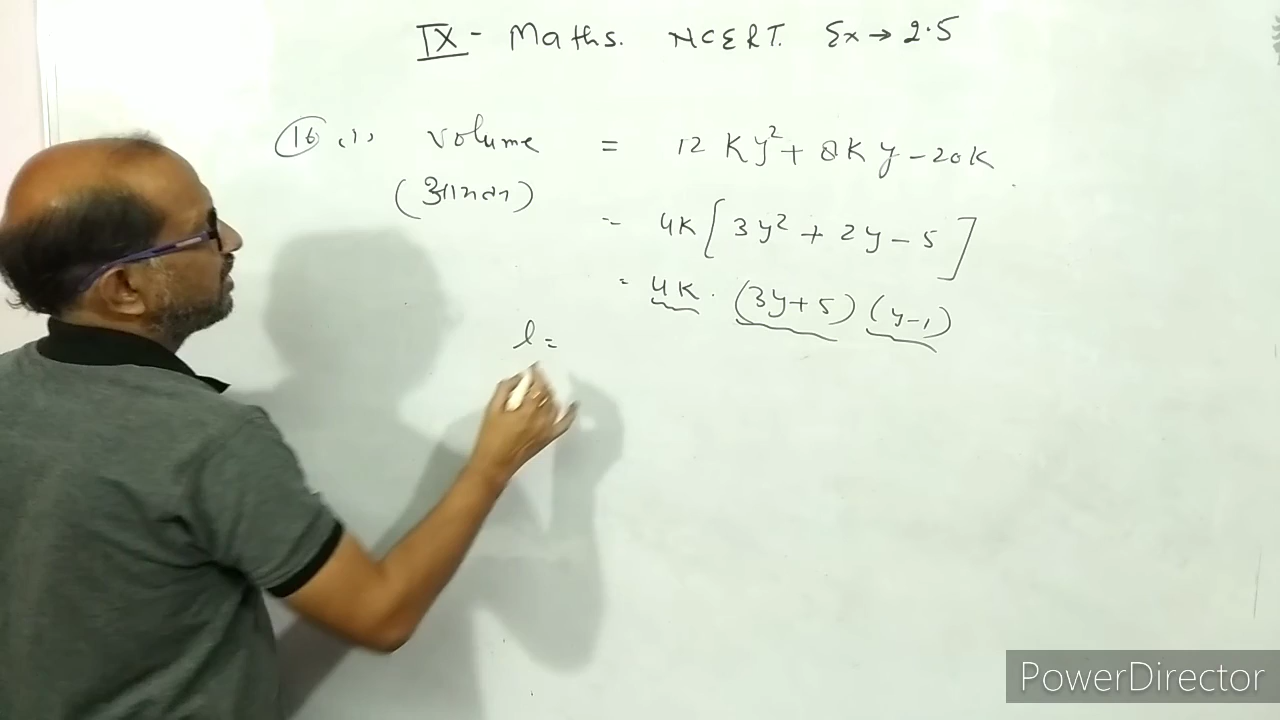 IX - Maths. NCERT. Ex → 2.5
16 (i) volume = 12 Ky² + 8Ky - 20K
(आयतन)
= 4K [3y² + 2y - 5]
= 4K . (3y + 5) (y - 1)
l =
PowerDirector